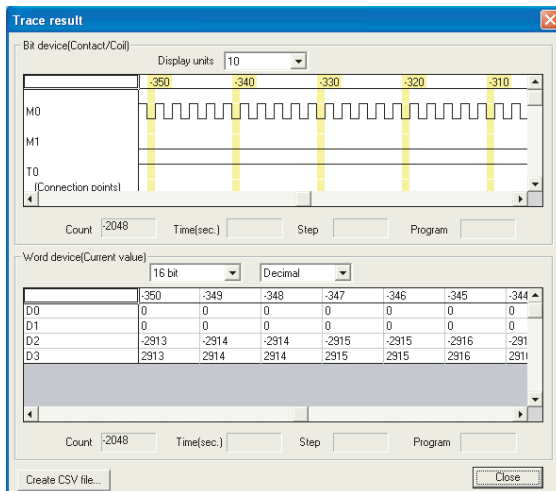 Trace result
Bit device(Contact/Coil)
Display units 10
-350 -340 -330 -320 -310
M0
M1
T0
(Connection points)
Count -2048 Time(sec.) Step Program
Word device(Current value)
16 bit Decimal
-350 -349 -348 -347 -346 -345 -344
D0 0 0 0 0 0 0 0
D1 0 0 0 0 0 0 0
D2 -2913 -2914 -2914 -2915 -2915 -2916 -291
D3 2913 2914 2914 2915 2915 2916 291
Count -2048 Time(sec.) Step Program
Create CSV file... Close